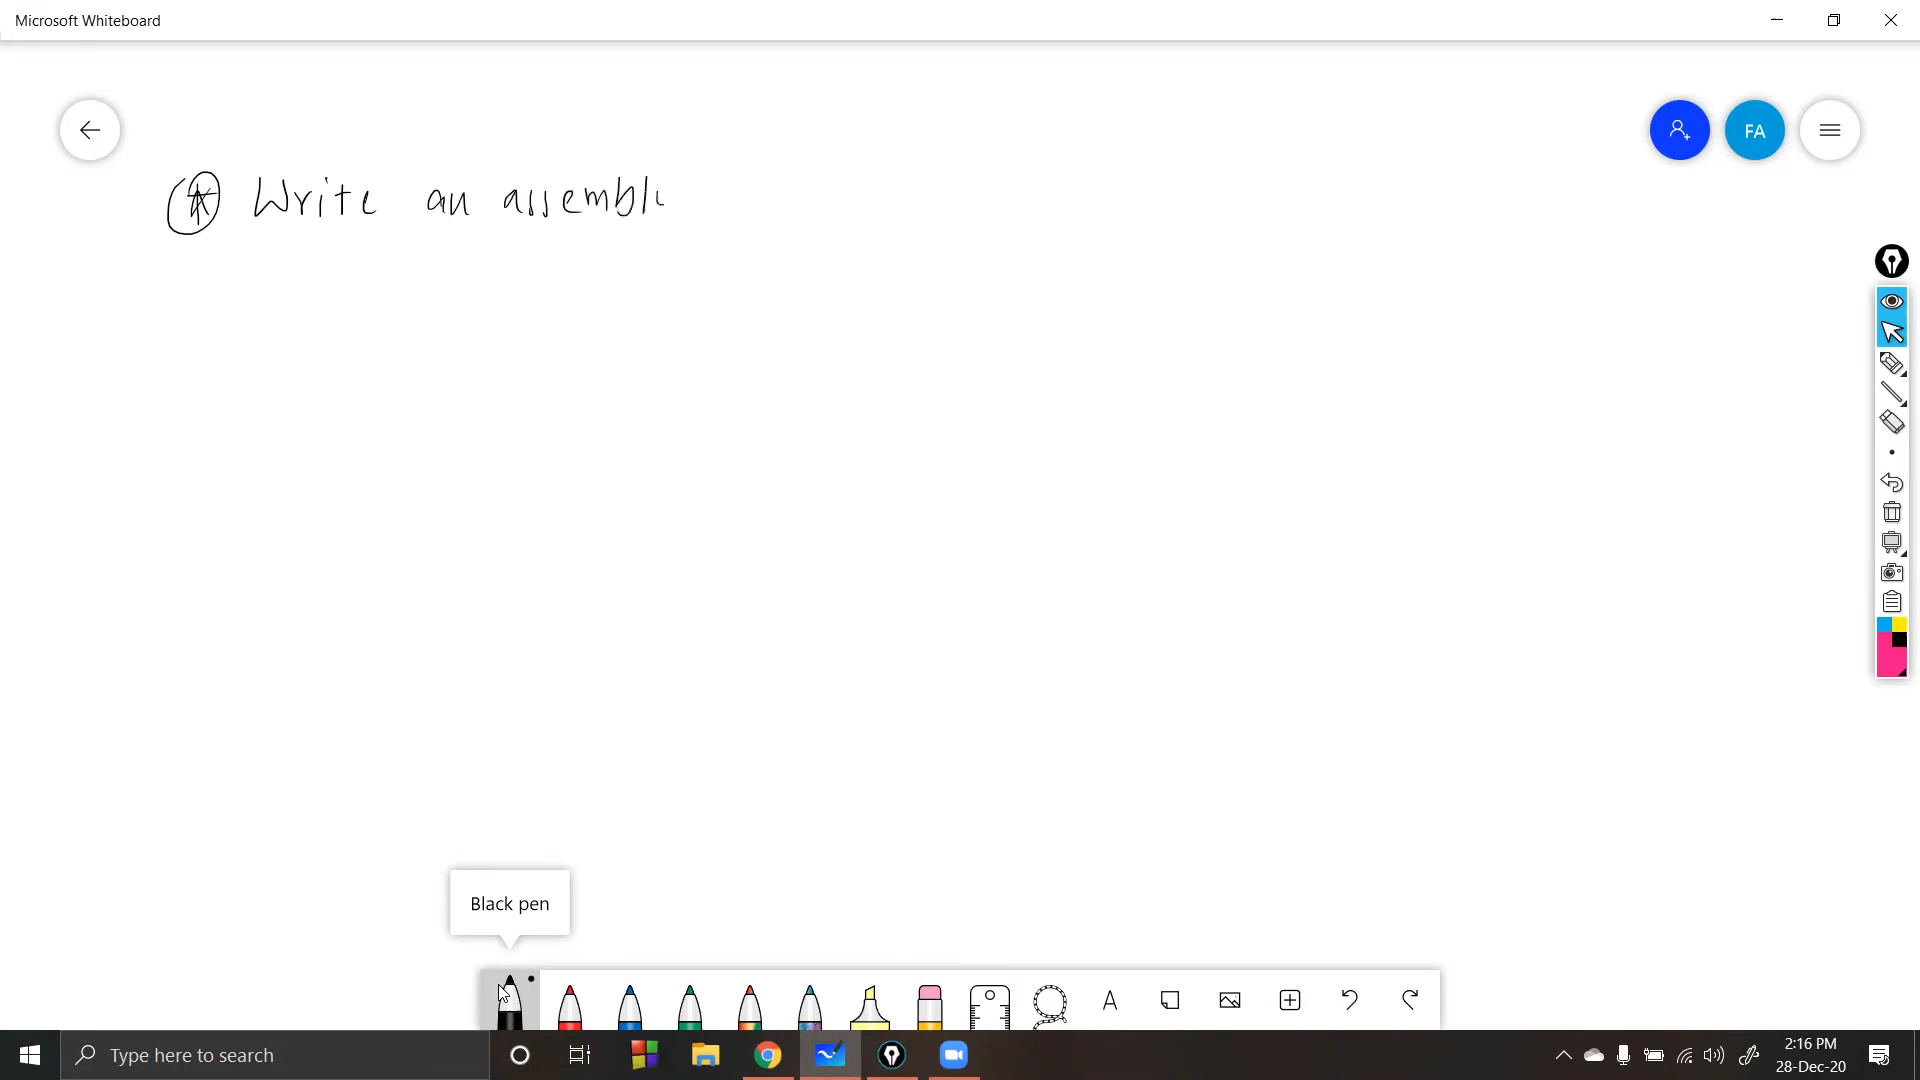 Microsoft Whiteboard
FA
Write an assembl
Black pen
Type here to search
2:16 PM
28-Dec-20